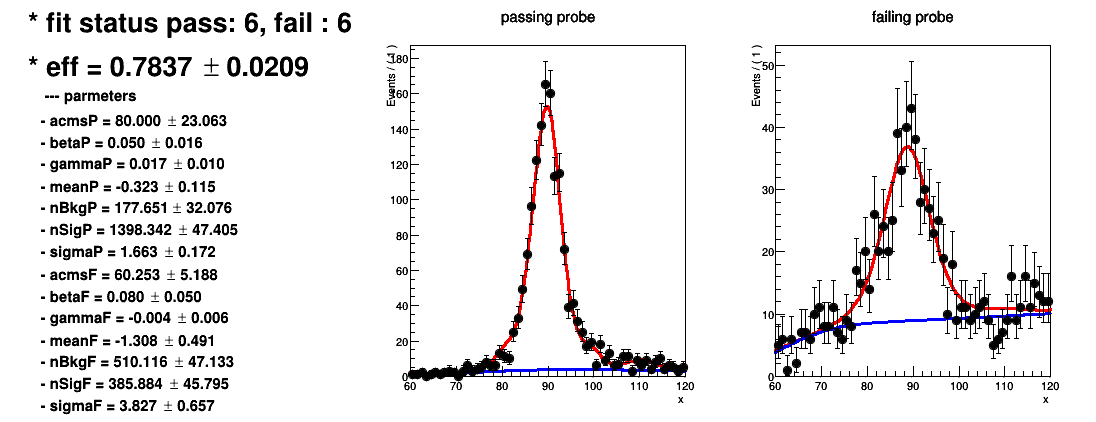 * fit status pass: 6, fail : 6
* eff = 0.7837 ± 0.0209
--- parmeters
- acmsP = 80.000 ± 23.063
- betaP = 0.050 ± 0.016
- gammaP = 0.017 ± 0.010
- meanP = -0.323 ± 0.115
- nBkgP = 177.651 ± 32.076
- nSigP = 1398.342 ± 47.405
- sigmaP = 1.663 ± 0.172
- acmsF = 60.253 ± 5.188
- betaF = 0.080 ± 0.050
- gammaF = -0.004 ± 0.006
- meanF = -1.308 ± 0.491
- nBkgF = 510.116 ± 47.133
- nSigF = 385.884 ± 45.795
- sigmaF = 3.827 ± 0.657
passing probe
Events / ( 1 )
180
160
140
120
100
80
60
40
20
0
60 70 80 90 100 110 120
x
failing probe
Events / ( 1 )
50
40
30
20
10
0
60 70 80 90 100 110 120
x